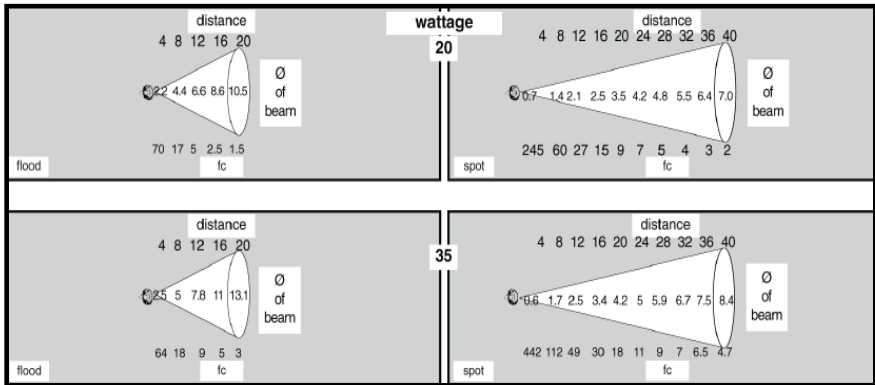 distance
wattage
distance
4 8 12 16 20
20
4 8 12 16 20 24 28 32 36 40
2.2 4.4 6.6 8.6 10.5
Ø
of
beam
0.7 1.4 2.1 2.5 3.5 4.2 4.8 5.5 6.4 7.0
Ø
of
beam
70 17 5 2.5 1.5
245 60 27 15 9 7 5 4 3 2
flood
fc
spot
fc
distance
distance
4 8 12 16 20
35
4 8 12 16 20 24 28 32 36 40
2.5 5 7.8 11 13.1
Ø
of
beam
0.6 1.7 2.5 3.4 4.2 5 5.9 6.7 7.5 8.4
Ø
of
beam
64 18 9 5 3
442 112 49 30 18 11 9 7 6.5 4.7
flood
fc
spot
fc